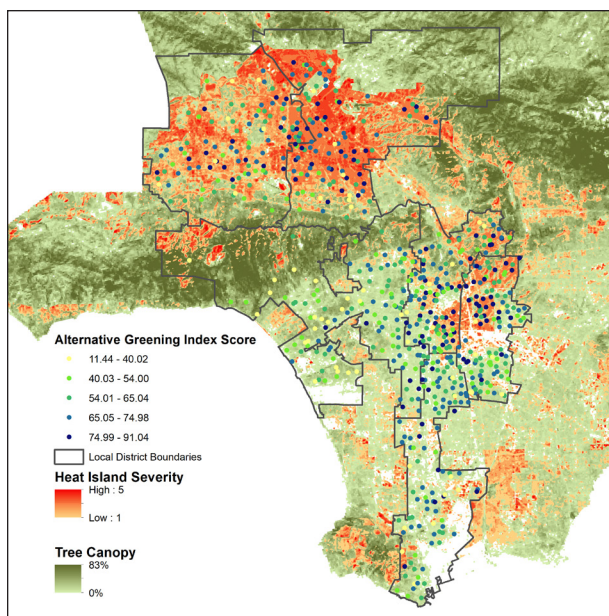 Alternative Greening Index Score
11.44 - 40.02
40.03 - 54.00
54.01 - 65.04
65.05 - 74.98
74.99 - 91.04
Local District Boundaries
Heat Island Severity
High : 5
Low : 1
Tree Canopy
83%
0%